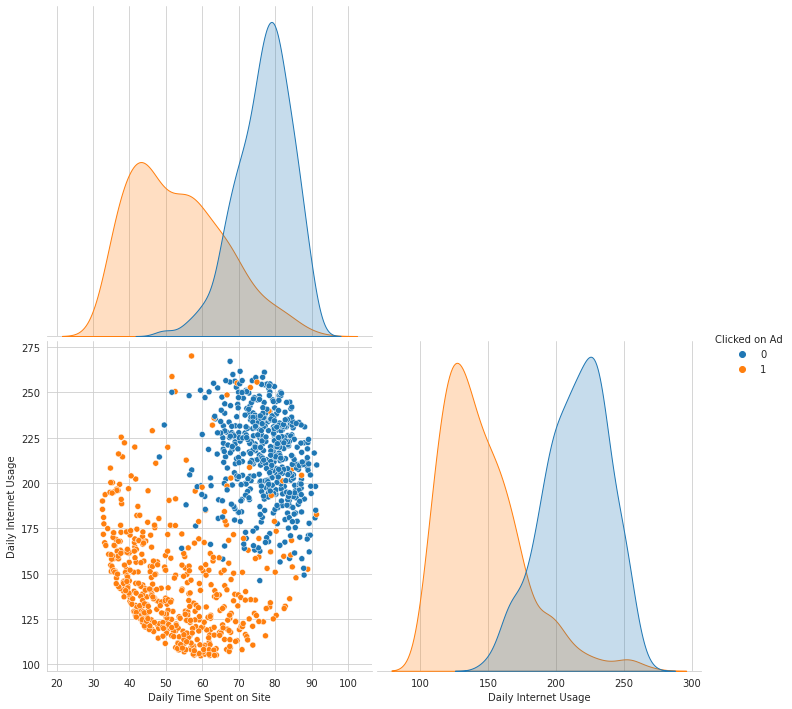 Clicked on Ad
0
1
275
250
225
200
175
150
125
100
Daily Internet Usage
20 30 40 50 60 70 80 90 100
Daily Time Spent on Site
100 150 200 250 300
Daily Internet Usage